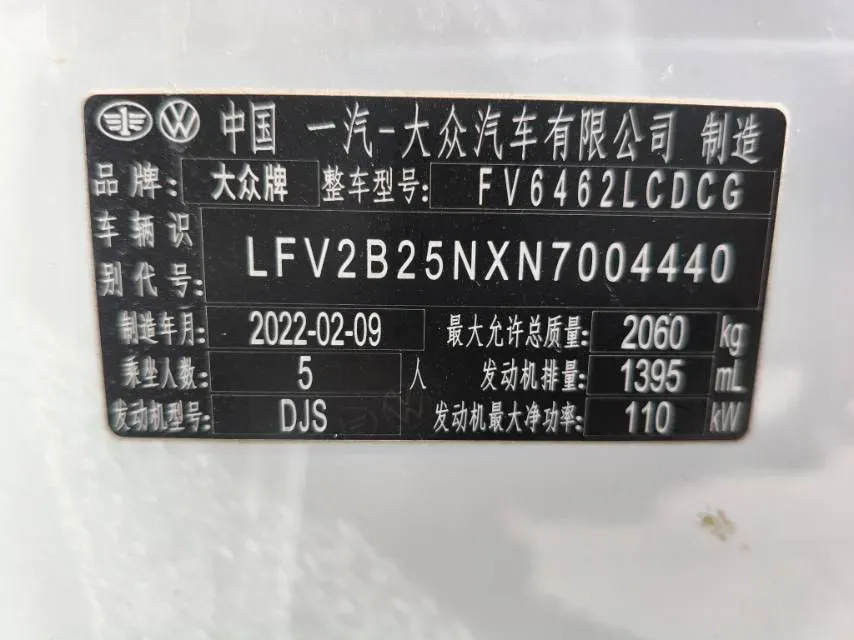 中国 一汽-大众汽车有限公司 制造
品牌: 大众牌 整车型号: FV6462LCDCG
车辆识别代号: LFV2B25NXN7004440
制造年月: 2022-02-09 最大允许总质量: 2060 kg
乘坐人数: 5 人 发动机排量: 1395 mL
发动机型号: DJS 发动机最大净功率: 110 kW